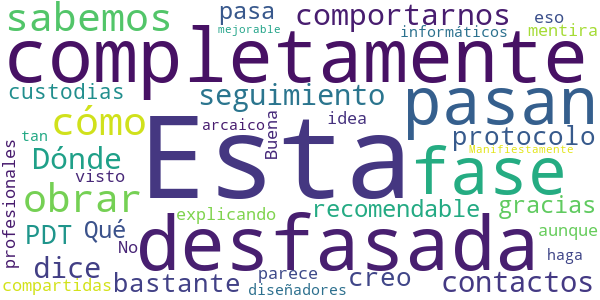 sabemos pasa comportarnos eso
mejorable informáticos mentira
completamente
custodias seguimiento pasan
cómo arcaico Buena idea protocolo
tan Dónde Esta fase
profesionales visto
obrar explicando recomendable gracias
PDT Qué No desfasada Manifiestamente aunque
dice parece creo haga
compartidas bastante diseñadores contactos